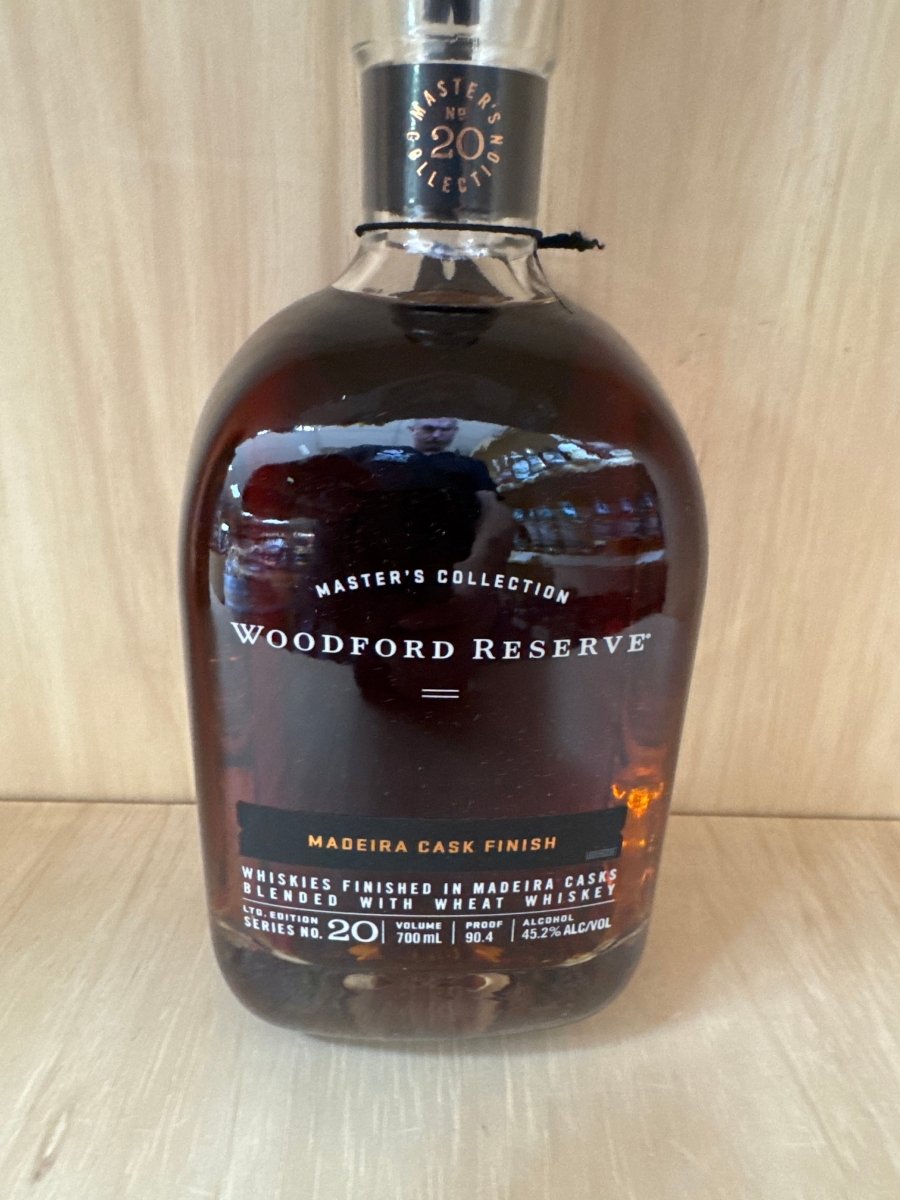 MASTER'S
Nº
20
COLLECTION
MASTER'S COLLECTION
WOODFORD RESERVE
MADEIRA CASK FINISH
WHISKIES FINISHED IN MADEIRA CASKS
BLENDED WITH WHEAT WHISKEY
LTD. EDITION
SERIES NO. 20
VOLUME
700 mL
PROOF
90.4
ALCOHOL
45.2% ALC/VOL